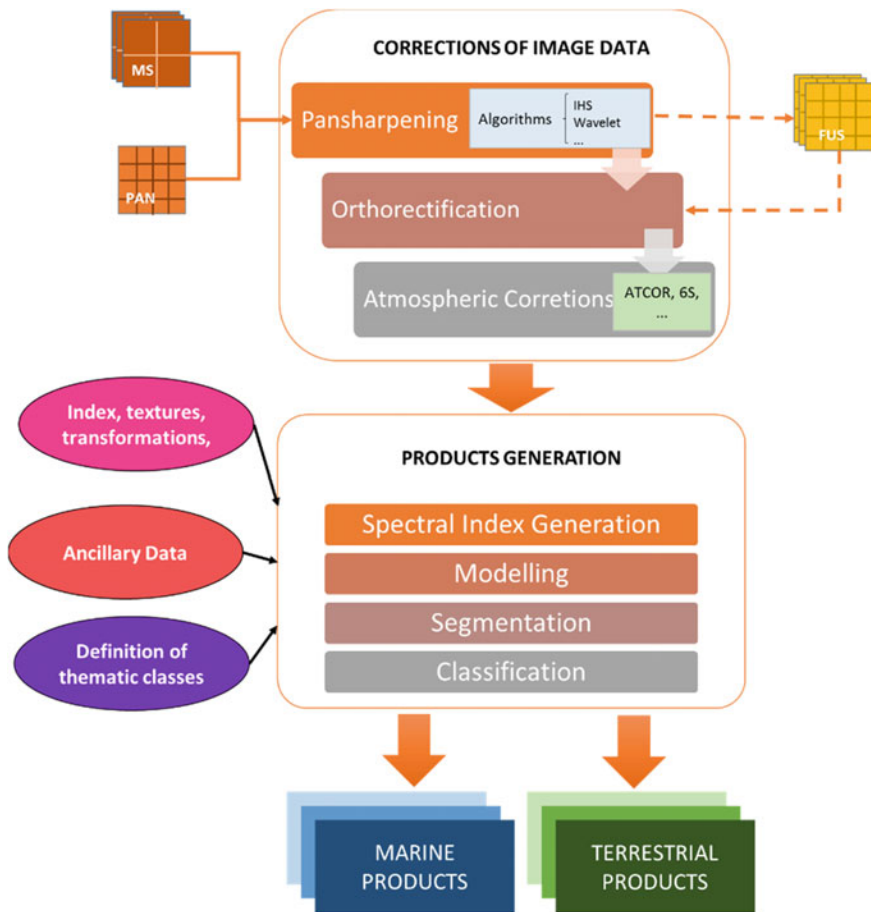 MS
PAN
CORRECTIONS OF IMAGE DATA
Pansharpening
Algorithms
IHS
Wavelet
...
FUS
Orthorectification
Atmospheric Corretions
ATCOR, 6S,
...
Index, textures,
transformations,
Ancillary Data
Definition of
thematic classes
PRODUCTS GENERATION
Spectral Index Generation
Modelling
Segmentation
Classification
MARINE
PRODUCTS
TERRESTRIAL
PRODUCTS